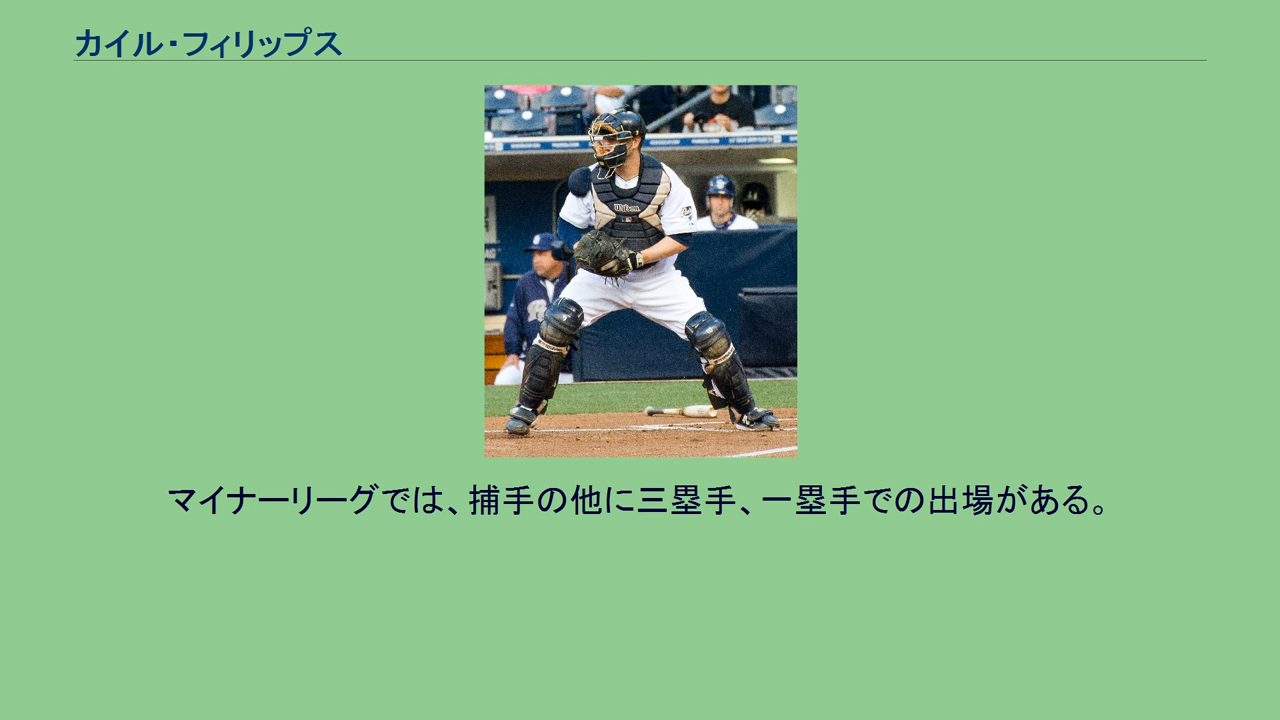 カイル・フィリップス
Wilson
マイナーリーグでは、捕手の他に三塁手、一塁手での出場がある。